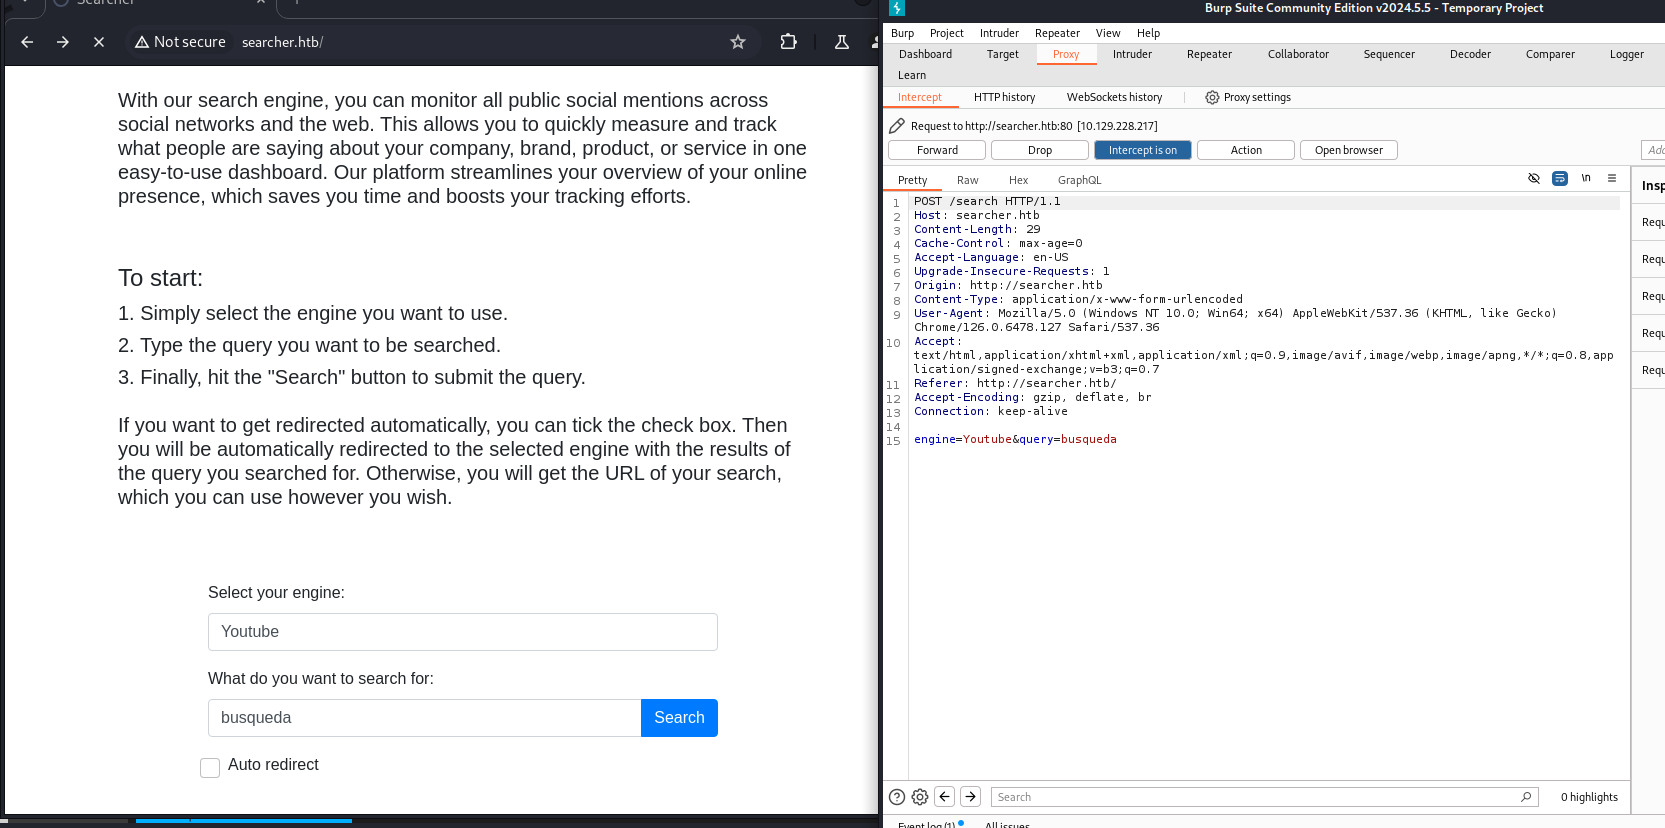 Searcher
Not secure
searcher.htb/
With our search engine, you can monitor all public social mentions across
social networks and the web. This allows you to quickly measure and track
what people are saying about your company, brand, product, or service in one
easy-to-use dashboard. Our platform streamlines your overview of your online
presence, which saves you time and boosts your tracking efforts.
To start:
1. Simply select the engine you want to use.
2. Type the query you want to be searched.
3. Finally, hit the "Search" button to submit the query.
If you want to get redirected automatically, you can tick the check box. Then
you will be automatically redirected to the selected engine with the results of
the query you searched for. Otherwise, you will get the URL of your search,
which you can use however you wish.
Select your engine:
Youtube
What do you want to search for:
busqueda
Search
Auto redirect
Burp Suite Community Edition v2024.5.5 - Temporary Project
Burp Project Intruder Repeater View Help
Dashboard Target Proxy Intruder Repeater Collaborator Sequencer Decoder Comparer Logger
Learn
Intercept HTTP history WebSockets history Proxy settings
Request to http://searcher.htb:80 [10.129.228.217]
Forward Drop Intercept is on Action Open browser Add
Pretty Raw Hex GraphQL \n
1 POST /search HTTP/1.1
2 Host: searcher.htb
3 Content-Length: 29
4 Cache-Control: max-age=0
5 Accept-Language: en-US
6 Upgrade-Insecure-Requests: 1
7 Origin: http://searcher.htb
8 Content-Type: application/x-www-form-urlencoded
9 User-Agent: Mozilla/5.0 (Windows NT 10.0; Win64; x64) AppleWebKit/537.36 (KHTML, like Gecko)
Chrome/126.0.6478.127 Safari/537.36
10 Accept:
text/html,application/xhtml+xml,application/xml;q=0.9,image/avif,image/webp,image/apng,*/*;q=0.8,app
lication/signed-exchange;v=b3;q=0.7
11 Referer: http://searcher.htb/
12 Accept-Encoding: gzip, deflate, br
13 Connection: keep-alive
14
15 engine=Youtube&query=busqueda
Insp
Requ
Requ
Requ
Requ
Requ
Search
0 highlights
Event log (1) All issues